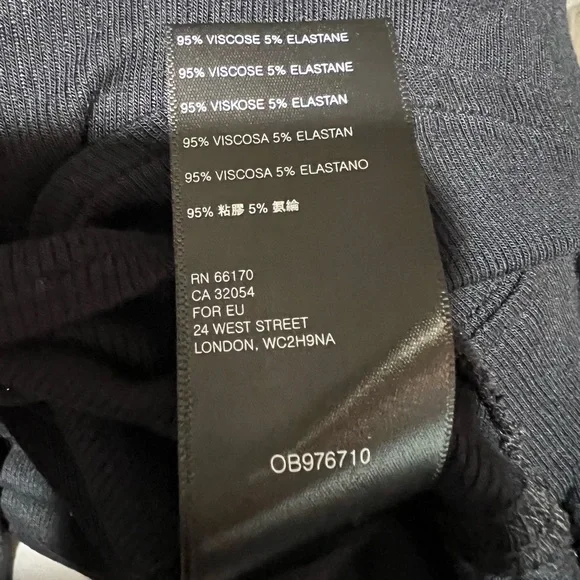 95% VISCOSE 5% ELASTANE
95% VISCOSE 5% ELASTANE
95% VISKOSE 5% ELASTAN
95% VISCOSA 5% ELASTAN
95% VISCOSA 5% ELASTANO
95% 粘膠 5% 氨綸
RN 66170
CA 32054
FOR EU
24 WEST STREET
LONDON, WC2H9NA
OB976710